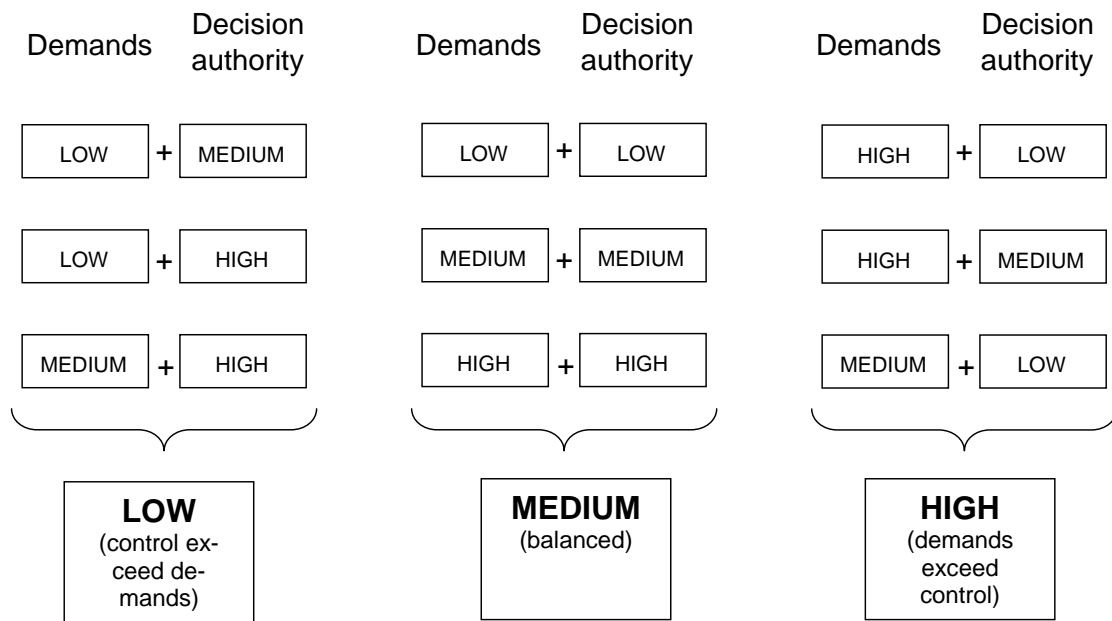 Demands Decision authority Demands Decision authority Demands Decision authority
LOW + MEDIUM LOW + LOW HIGH + LOW
LOW + HIGH MEDIUM + MEDIUM HIGH + MEDIUM
MEDIUM + HIGH HIGH + HIGH MEDIUM + LOW
LOW
(control ex-
ceed de-
mands)
MEDIUM
(balanced)
HIGH
(demands
exceed
control)